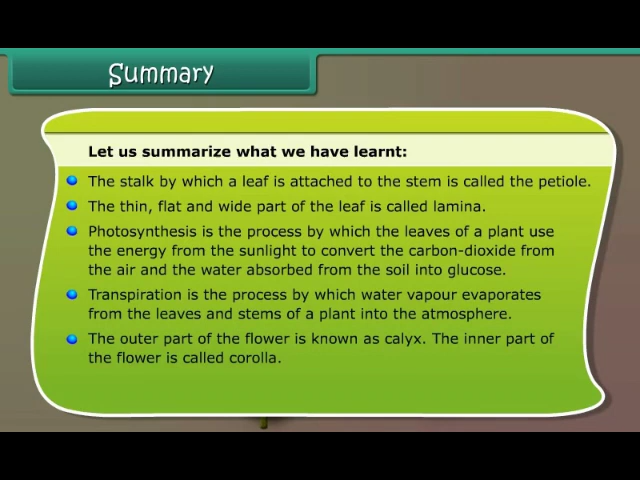 Summary
Let us summarize what we have learnt:
The stalk by which a leaf is attached to the stem is called the petiole.
The thin, flat and wide part of the leaf is called lamina.
Photosynthesis is the process by which the leaves of a plant use
the energy from the sunlight to convert the carbon-dioxide from
the air and the water absorbed from the soil into glucose.
Transpiration is the process by which water vapour evaporates
from the leaves and stems of a plant into the atmosphere.
The outer part of the flower is known as calyx. The inner part of
the flower is called corolla.